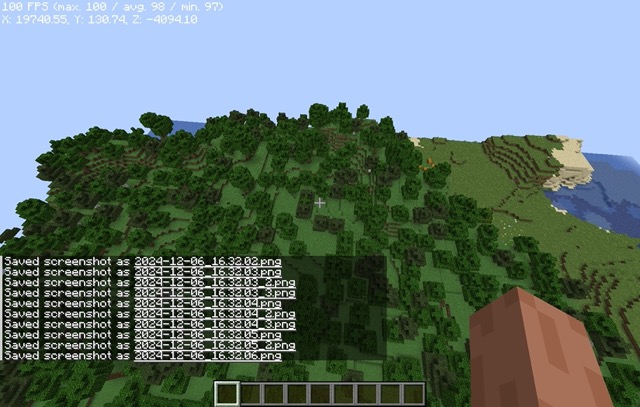 100 FPS (max. 100 / avg. 98 / min. 97)
X: 19740.55, Y: 130.74, Z: -4094.10
Saved screenshot as 2024-12-06_16.32.02.png
Saved screenshot as 2024-12-06_16.32.03.png
Saved screenshot as 2024-12-06_16.32.03_2.png
Saved screenshot as 2024-12-06_16.32.03_3.png
Saved screenshot as 2024-12-06_16.32.04.png
Saved screenshot as 2024-12-06_16.32.04_2.png
Saved screenshot as 2024-12-06_16.32.04_3.png
Saved screenshot as 2024-12-06_16.32.05.png
Saved screenshot as 2024-12-06_16.32.05_2.png
Saved screenshot as 2024-12-06_16.32.06.png